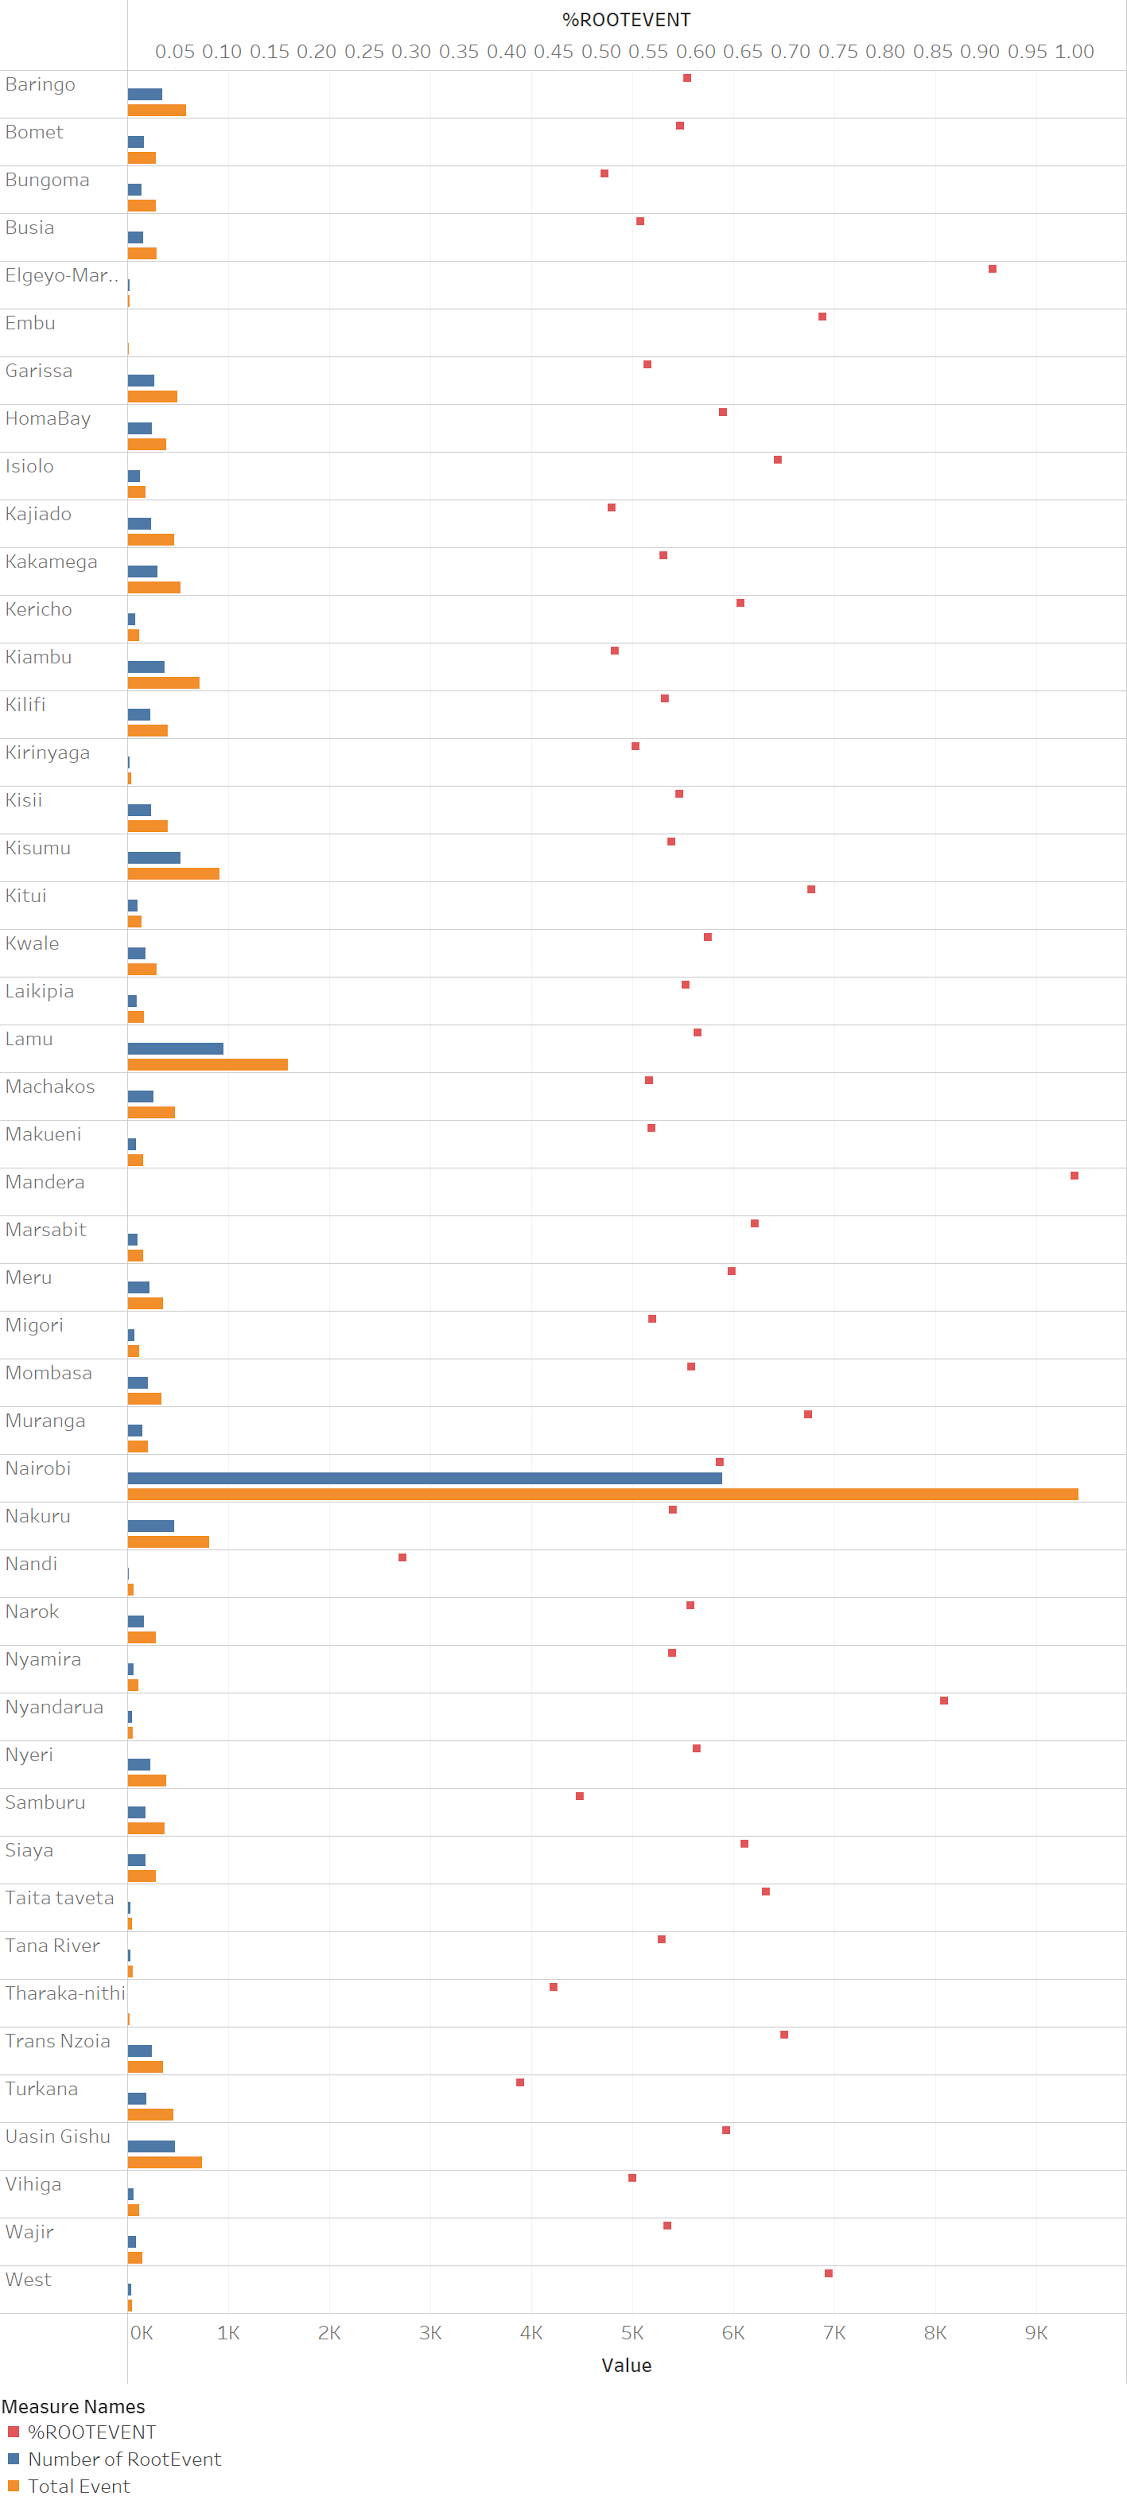 %ROOTEVENT
0.05 0.10 0.15 0.20 0.25 0.30 0.35 0.40 0.45 0.50 0.55 0.60 0.65 0.70 0.75 0.80 0.85 0.90 0.95 1.00
Baringo
Bomet
Bungoma
Busia
Elgeyo-Mar..
Embu
Garissa
HomaBay
Isiolo
Kajiado
Kakamega
Kericho
Kiambu
Kilifi
Kirinyaga
Kisii
Kisumu
Kitui
Kwale
Laikipia
Lamu
Machakos
Makueni
Mandera
Marsabit
Meru
Migori
Mombasa
Muranga
Nairobi
Nakuru
Nandi
Narok
Nyamira
Nyandarua
Nyeri
Samburu
Siaya
Taita taveta
Tana River
Tharaka-nithi
Trans Nzoia
Turkana
Uasin Gishu
Vihiga
Wajir
West
0K 1K 2K 3K 4K 5K 6K 7K 8K 9K
Value
Measure Names
%ROOTEVENT
Number of RootEvent
Total Event